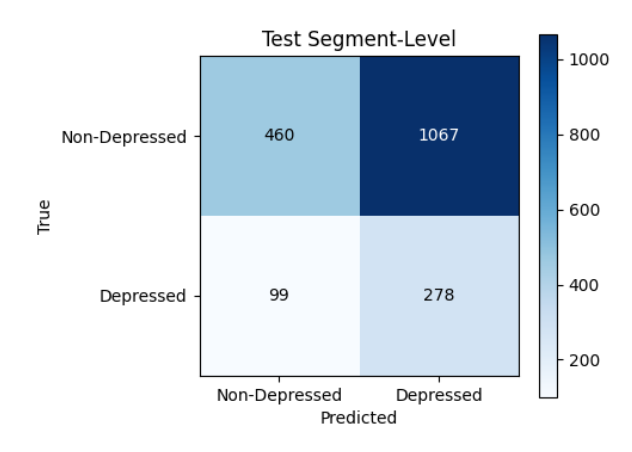 Test Segment-Level
True
Non-Depressed
460
1067
Depressed
99
278
Non-Depressed
Depressed
Predicted
1000
800
600
400
200